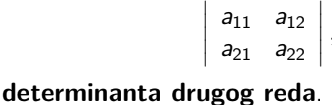 | a₁₁ a₁₂ |
| a₂₁ a₂₂ | .
determinanta drugog reda.